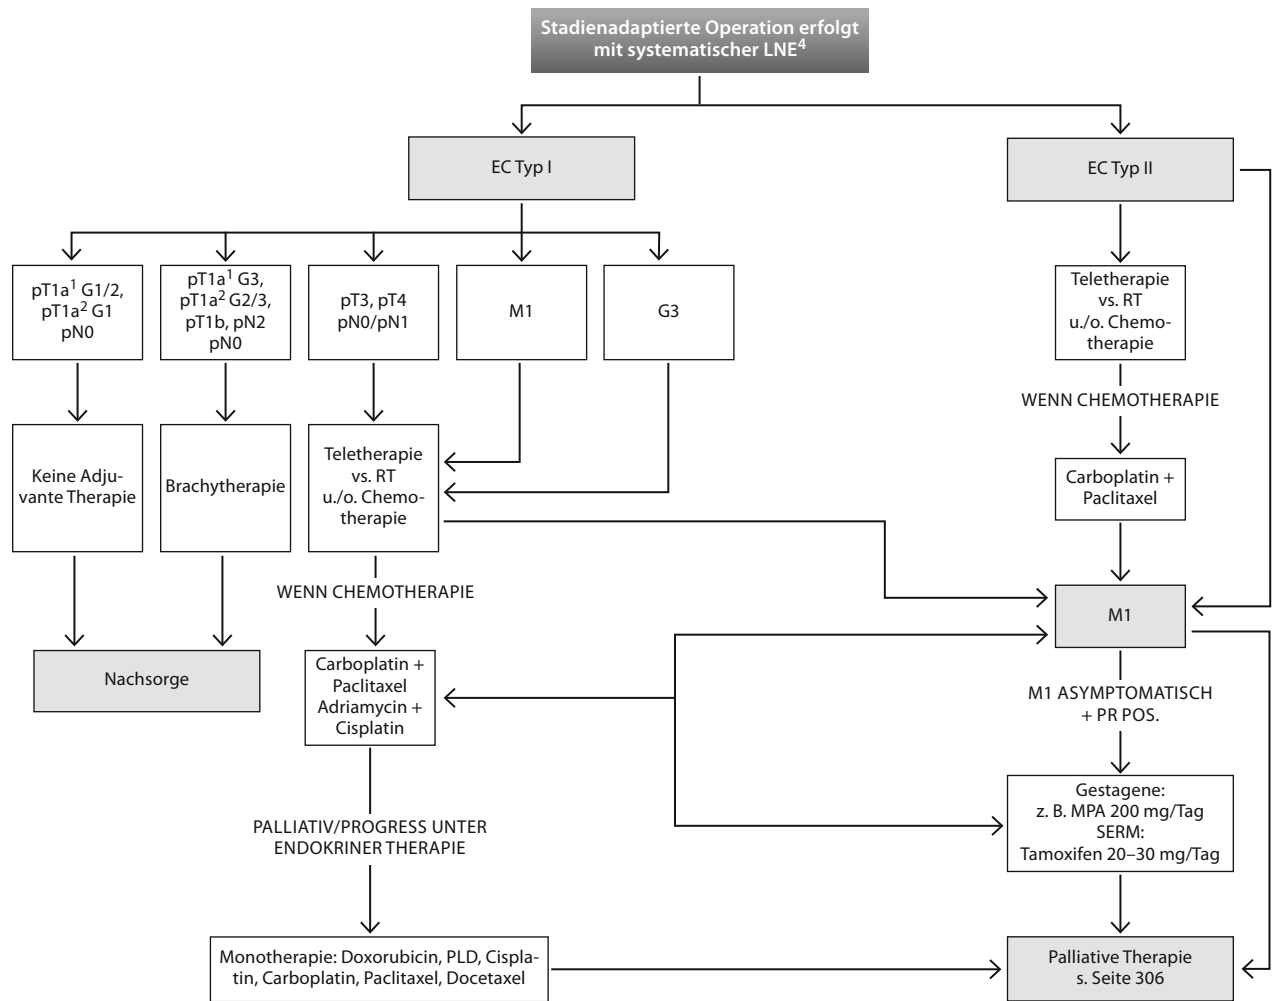 Stadienadaptierte Operation erfolgt
mit systematischer LNE4
EC Typ I
EC Typ II
pT1a1 G1/2,
pT1a2 G1
pN0
pT1a1 G3,
pT1a2 G2/3,
pT1b, pN2
pN0
pT3, pT4
pN0/pN1
M1
G3
Teletherapie
vs. RT
u./o. Chemo-
therapie
WENN CHEMOTHERAPIE
Keine Adju-
vante Therapie
Brachytherapie
Teletherapie
vs. RT
u./o. Chemo-
therapie
Carboplatin +
Paclitaxel
WENN CHEMOTHERAPIE
M1
Nachsorge
Carboplatin +
Paclitaxel
Adriamycin +
Cisplatin
M1 ASYMPTOMATISCH
+ PR POS.
PALLIATIV/PROGRESS UNTER
ENDOKRINER THERAPIE
Gestagene:
z. B. MPA 200 mg/Tag
SERM:
Tamoxifen 20–30 mg/Tag
Monotherapie: Doxorubicin, PLD, Cispla-
tin, Carboplatin, Paclitaxel, Docetaxel
Palliative Therapie
s. Seite 306